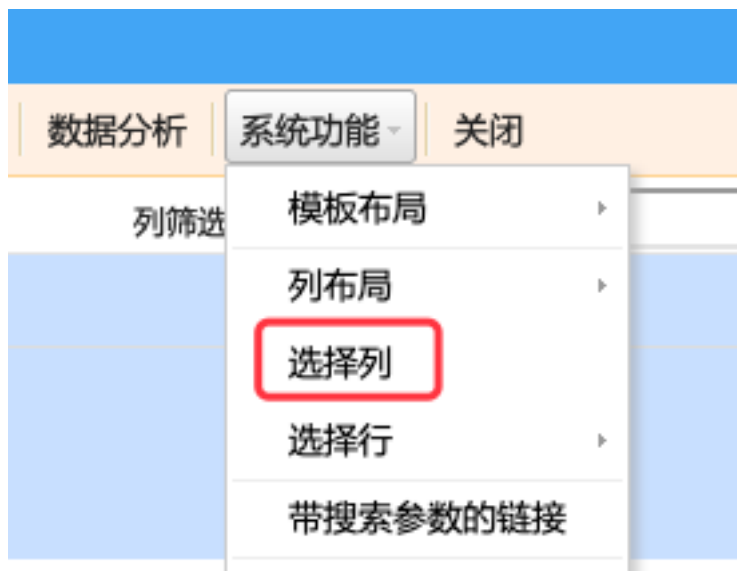 数据分析 系统功能 关闭
列筛选
模板布局
列布局
选择列
选择行
带搜索参数的链接